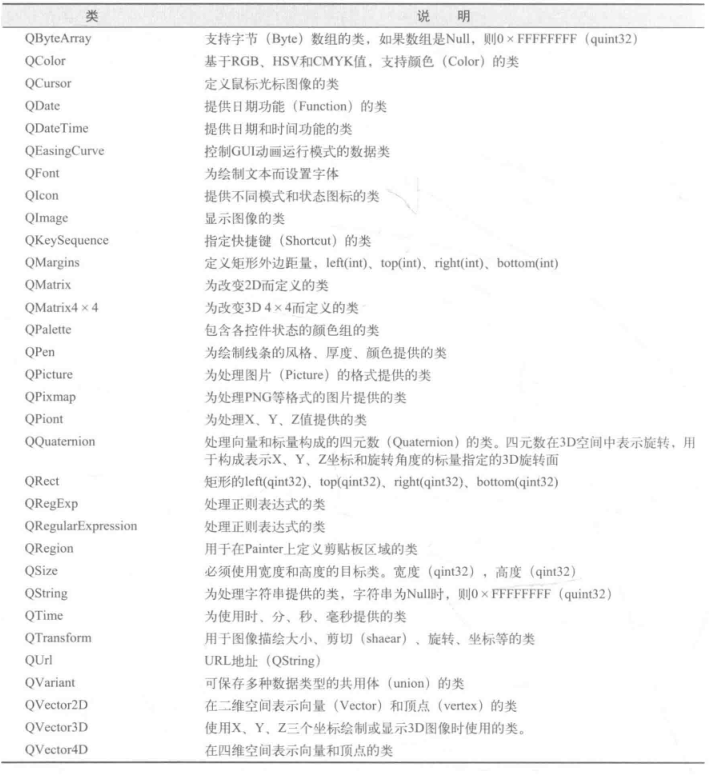 类 说 明
QByteArray 支持字节（Byte）数组的类，如果数组是Null，则0×FFFFFFFF（quint32）
QColor 基于RGB、HSV和CMYK值，支持颜色（Color）的类
QCursor 定义鼠标光标图像的类
QDate 提供日期功能（Function）的类
QDateTime 提供日期和时间功能的类
QEasingCurve 控制GUI动画运行模式的数据类
QFont 为绘制文本而设置字体
QIcon 提供不同模式和状态图标的类
QImage 显示图像的类
QKeySequence 指定快捷键（Shortcut）的类
QMargins 定义矩形外边距量，left(int)、top(int)、right(int)、bottom(int)
QMatrix 为改变2D而定义的类
QMatrix4×4 为改变3D 4×4而定义的类
QPalette 包含各控件状态的颜色组的类
QPen 为绘制线条的风格、厚度、颜色提供的类
QPicture 为处理图片（Picture）的格式提供的类
QPixmap 为处理PNG等格式的图片提供的类
QPiont 为处理X、Y、Z值提供的类
QQuaternion 处理向量和标量构成的四元数（Quaternion）的类。四元数在3D空间中表示旋转，用
于构成表示X、Y、Z坐标和旋转角度的标量指定的3D旋转面
QRect 矩形的left(qint32)、top(qint32)、right(qint32)、bottom(qint32)
QRegExp 处理正则表达式的类
QRegularExpression 处理正则表达式的类
QRegion 用于在Painter上定义剪贴板区域的类
QSize 必须使用宽度和高度的目标类。宽度（qint32），高度（qint32）
QString 为处理字符串提供的类，字符串为Null时，则0×FFFFFFFF（quint32）
QTime 为使用时、分、秒、毫秒提供的类
QTransform 用于图像描绘大小、剪切（shaear）、旋转、坐标等的类
QUrl URL地址（QString）
QVariant 可保存多种数据类型的共用体（union）的类
QVector2D 在二维空间表示向量（Vector）和顶点（vertex）的类
QVector3D 使用X、Y、Z三个坐标绘制或显示3D图像时使用的类。
QVector4D 在四维空间表示向量和顶点的类